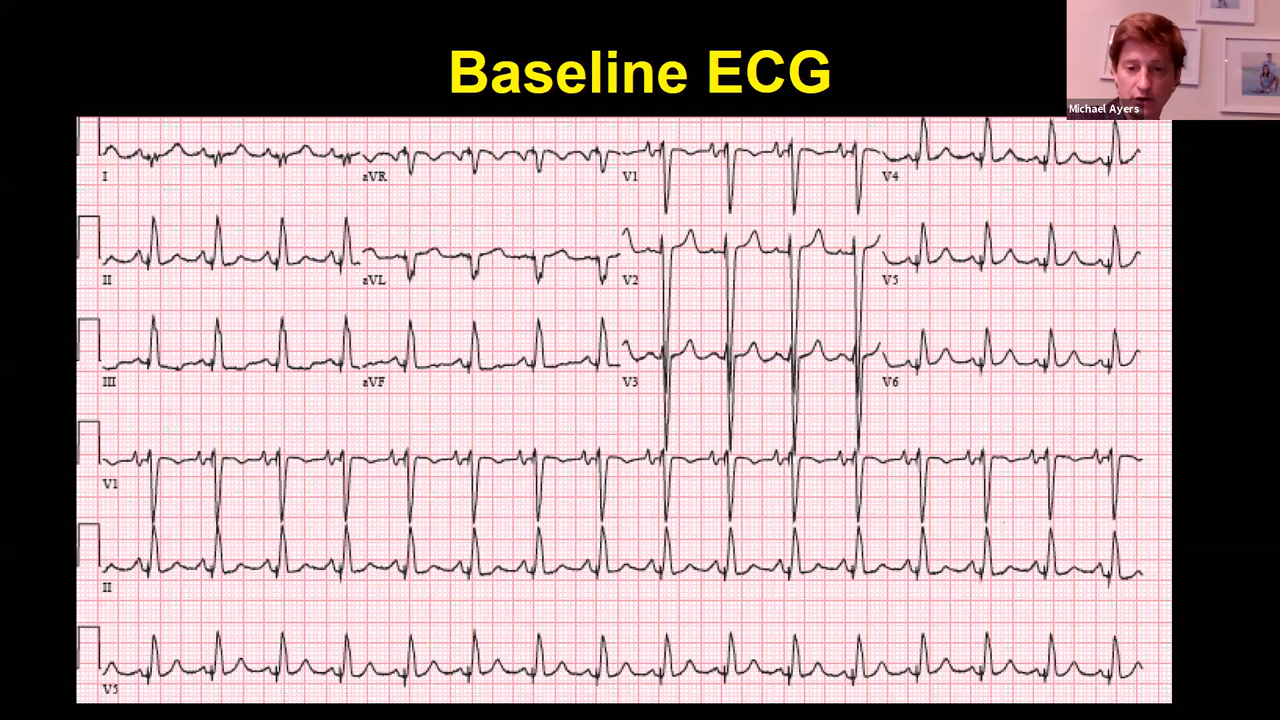 Baseline ECG
Michael Ayers
I aVR V1 V4
II aVL V2 V5
III aVF V3 V6
V1
II
V5